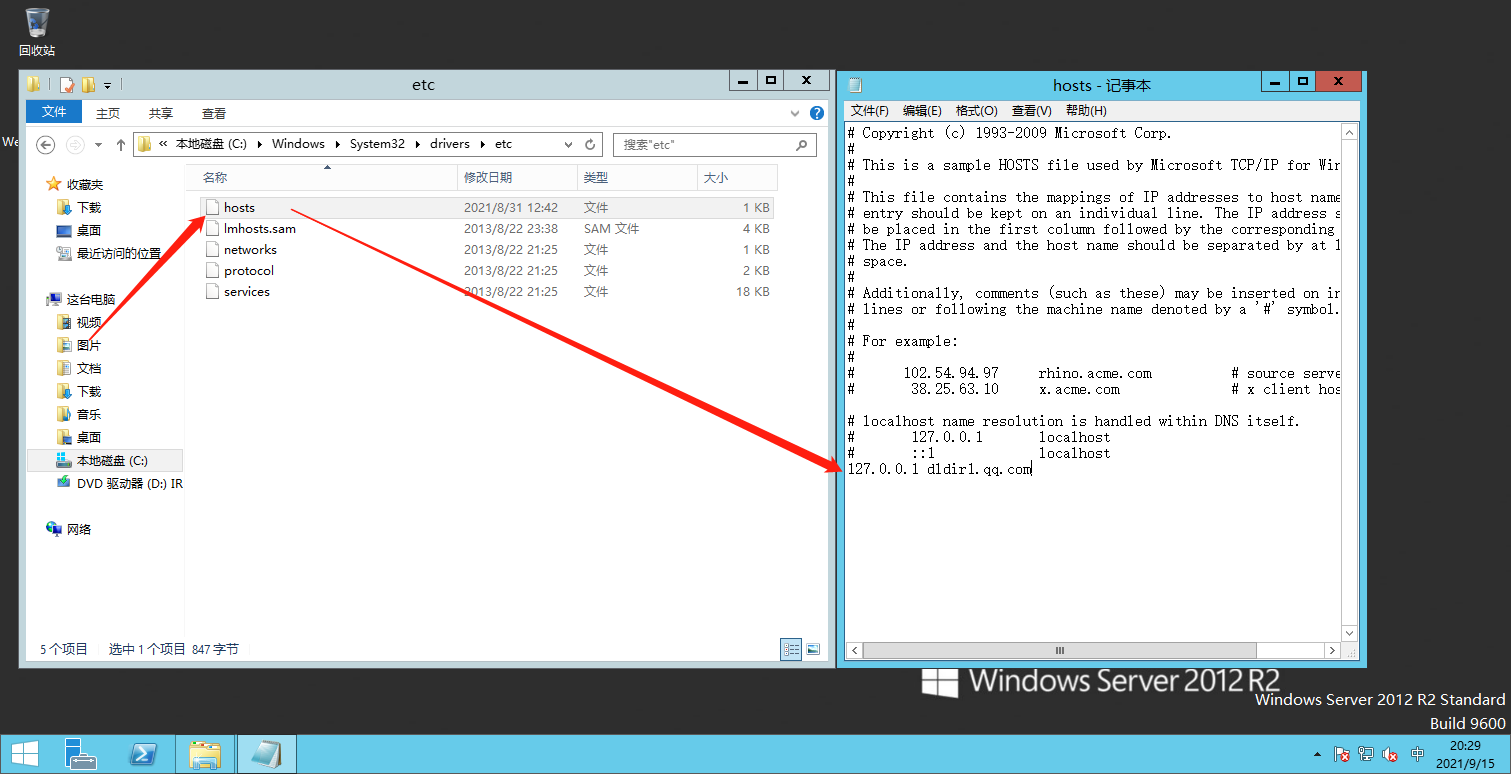 回收站
We
etc
文件 主页 共享 查看
« 本地磁盘 (C:) Windows System32 drivers etc
搜索"etc"
名称 修改日期 类型 大小
hosts 2021/8/31 12:42 文件 1 KB
lmhosts.sam 2013/8/22 23:38 SAM 文件 4 KB
networks 2013/8/22 21:25 文件 1 KB
protocol 2013/8/22 21:25 文件 2 KB
services 2013/8/22 21:25 文件 18 KB
收藏夹
下载
桌面
最近访问的位置
这台电脑
视频
图片
文档
下载
音乐
桌面
本地磁盘 (C:)
DVD 驱动器 (D:) IR
网络
5 个项目 选中 1 个项目 847 字节
hosts - 记事本
文件(F) 编辑(E) 格式(O) 查看(V) 帮助(H)
# Copyright (c) 1993-2009 Microsoft Corp.
#
# This is a sample HOSTS file used by Microsoft TCP/IP for Win
#
# This file contains the mappings of IP addresses to host name
# entry should be kept on an individual line. The IP address s
# be placed in the first column followed by the corresponding
# The IP address and the host name should be separated by at l
# space.
#
# Additionally, comments (such as these) may be inserted on in
# lines or following the machine name denoted by a '#' symbol.
#
# For example:
#
# 102.54.94.97 rhino.acme.com # source serve
# 38.25.63.10 x.acme.com # x client hos
# localhost name resolution is handled within DNS itself.
# 127.0.0.1 localhost
# ::1 localhost
127.0.0.1 dldir1.qq.com
Windows Server 2012 R2
Windows Server 2012 R2 Standard
Build 9600
中
20:29
2021/9/15